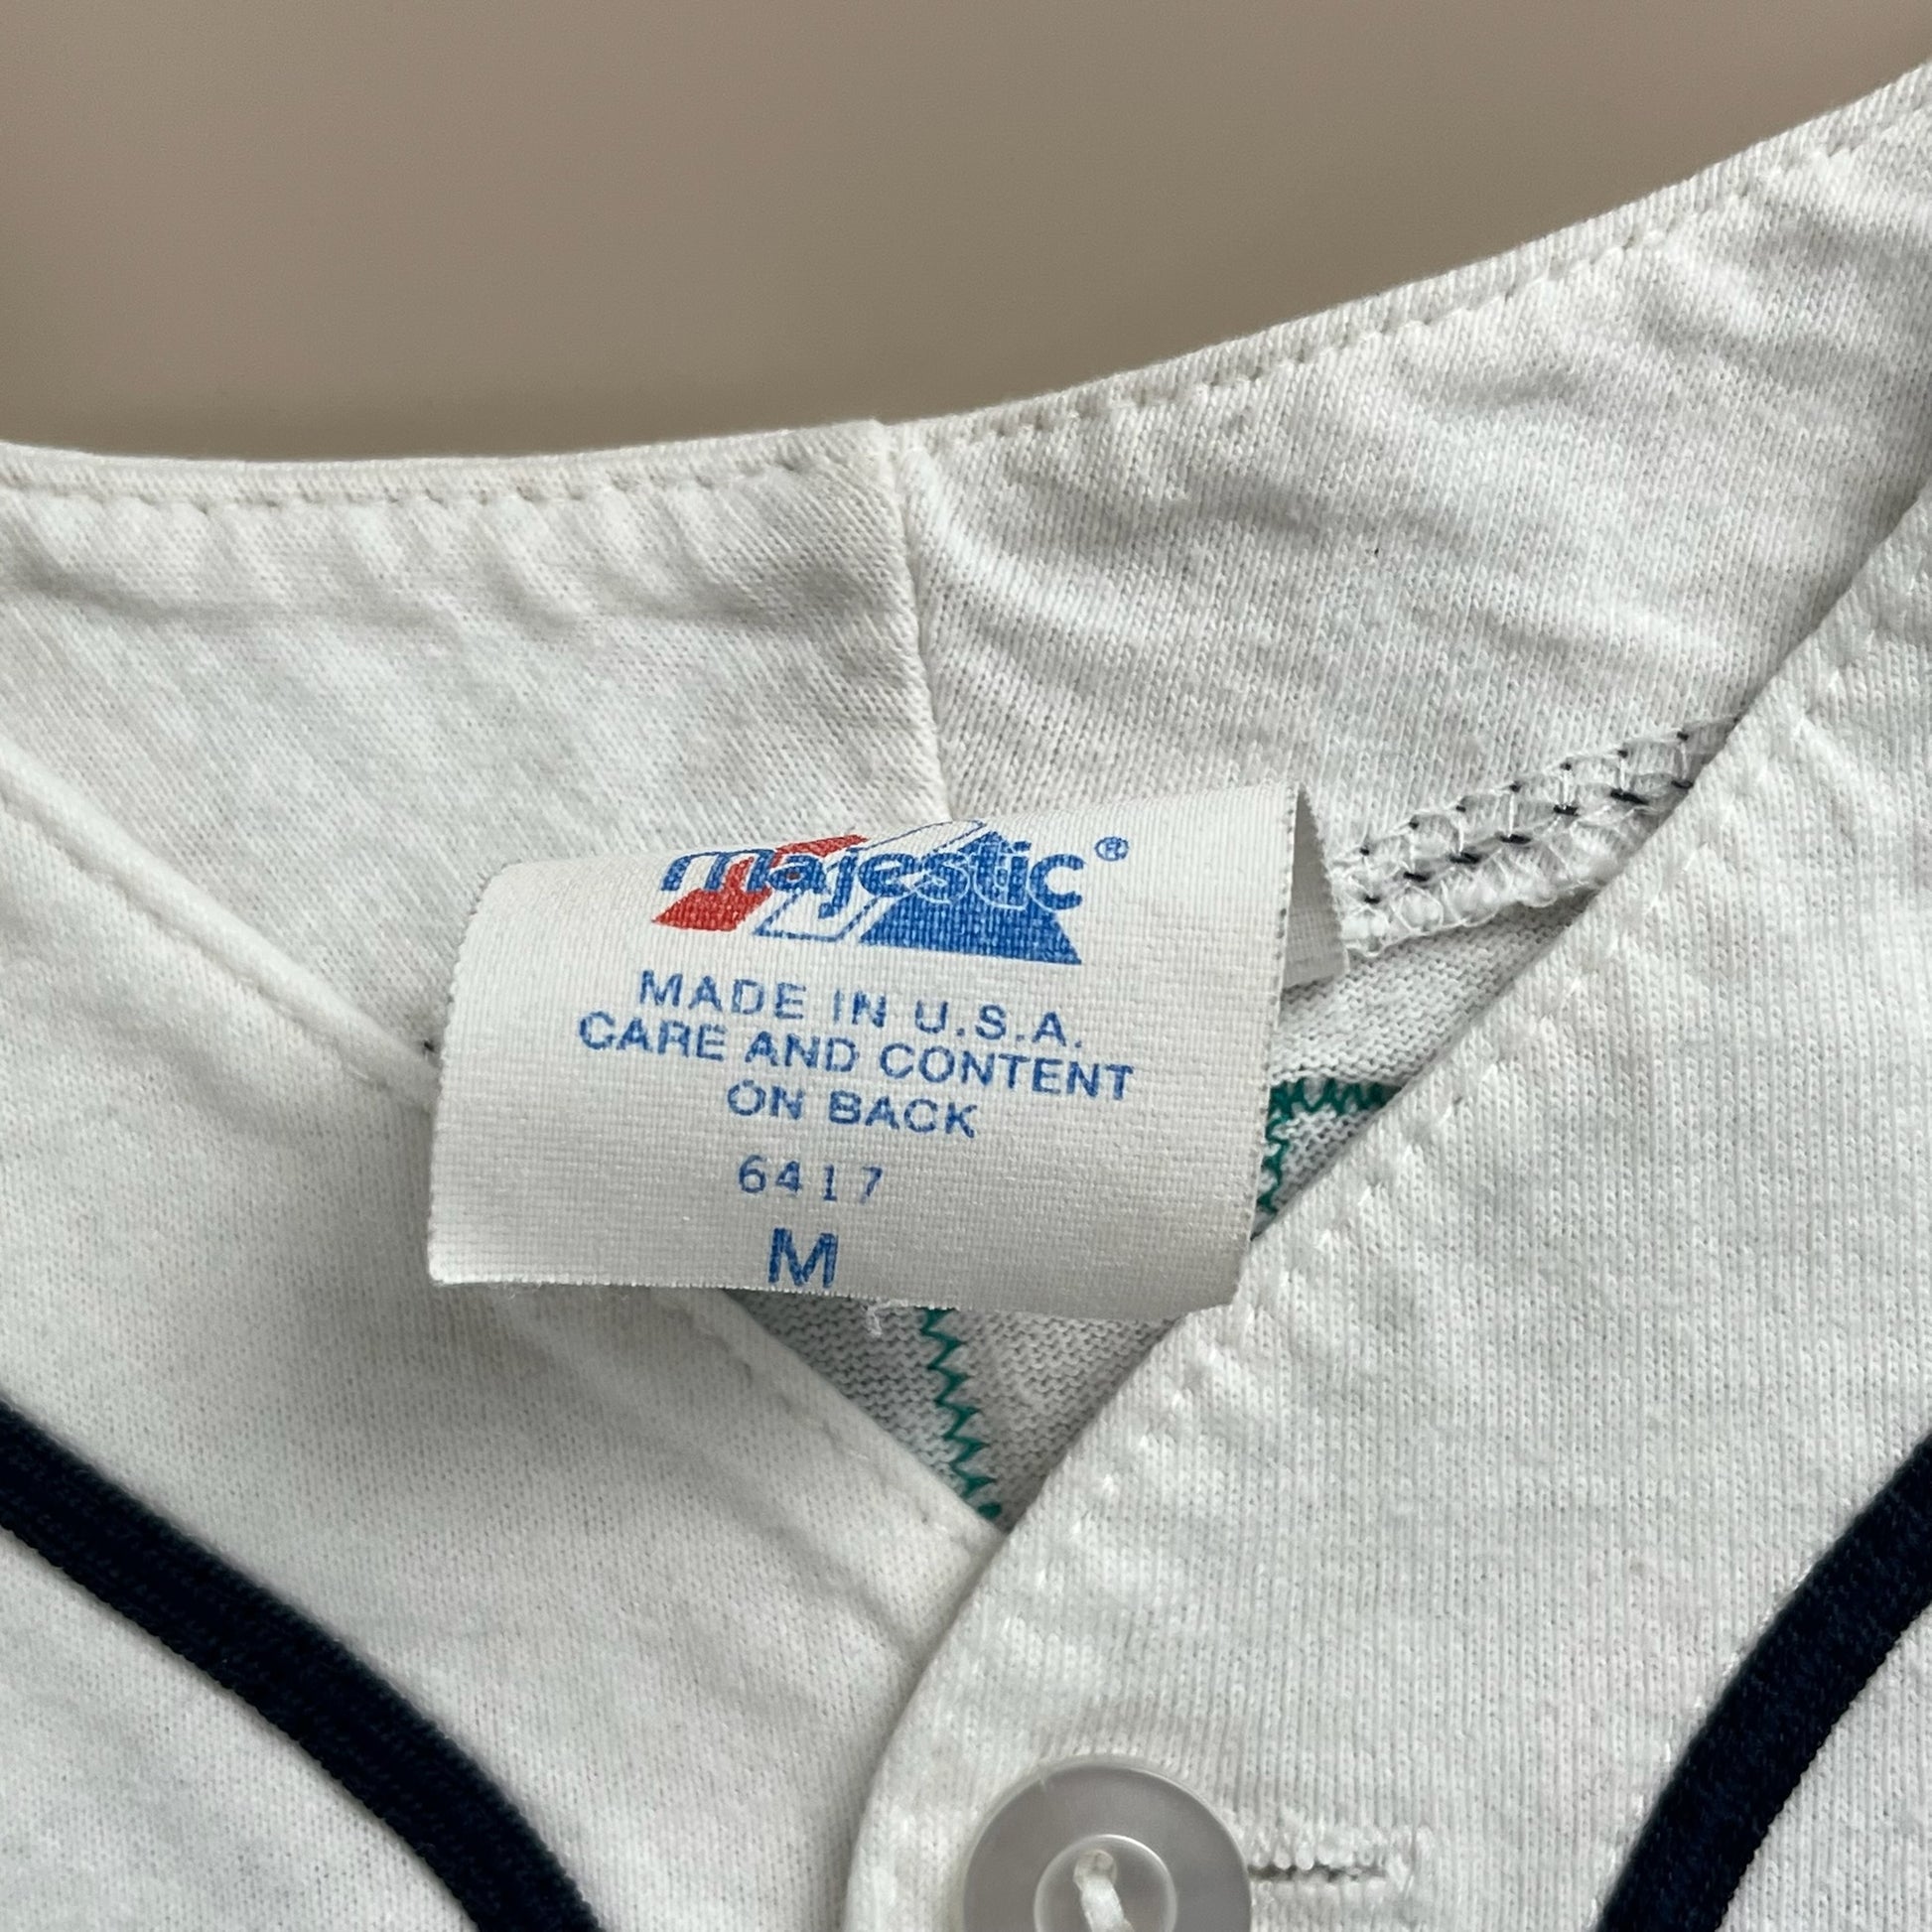 majestic®
MADE IN U.S.A.
CARE AND CONTENT
ON BACK
6417
M